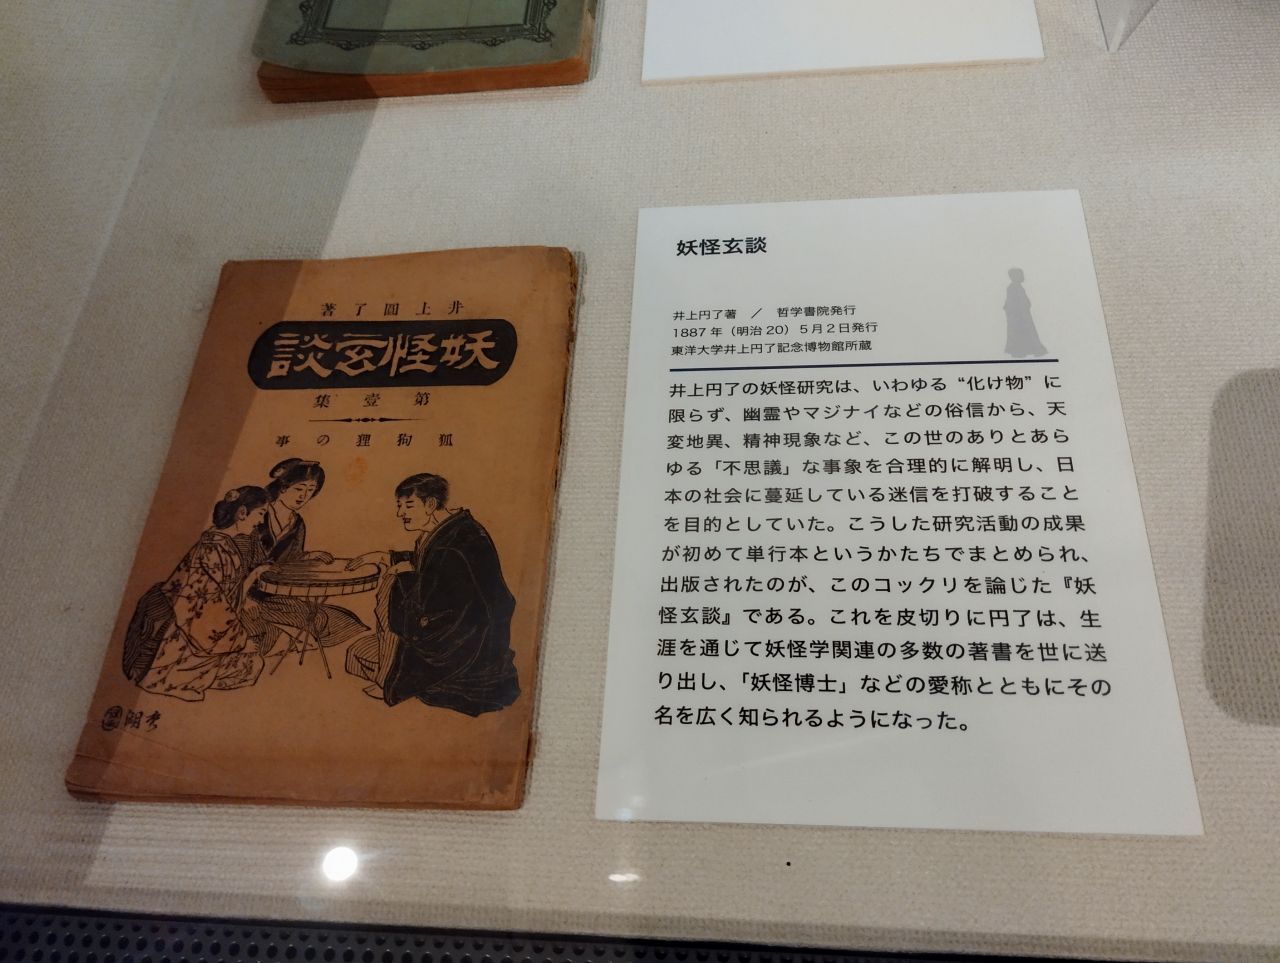 井上圓了著
妖怪玄談
第壹集
狐狗狸の事
妖怪玄談
井上円了著 ／ 哲学書院発行
1887年（明治20）5月2日発行
東洋大学井上円了記念博物館所蔵
井上円了の妖怪研究は、いわゆる“化け物”に
限らず、幽霊やマジナイなどの俗信から、天
変地異、精神現象など、この世のありとあら
ゆる「不思議」な事象を合理的に解明し、日
本の社会に蔓延している迷信を打破すること
を目的としていた。こうした研究活動の成果
が初めて単行本というかたちでまとめられ、
出版されたのが、このコックリを論じた『妖
怪玄談』である。これを皮切りに円了は、生
涯を通じて妖怪学関連の多数の著書を世に送
り出し、「妖怪博士」などの愛称とともにその
名を広く知られるようになった。